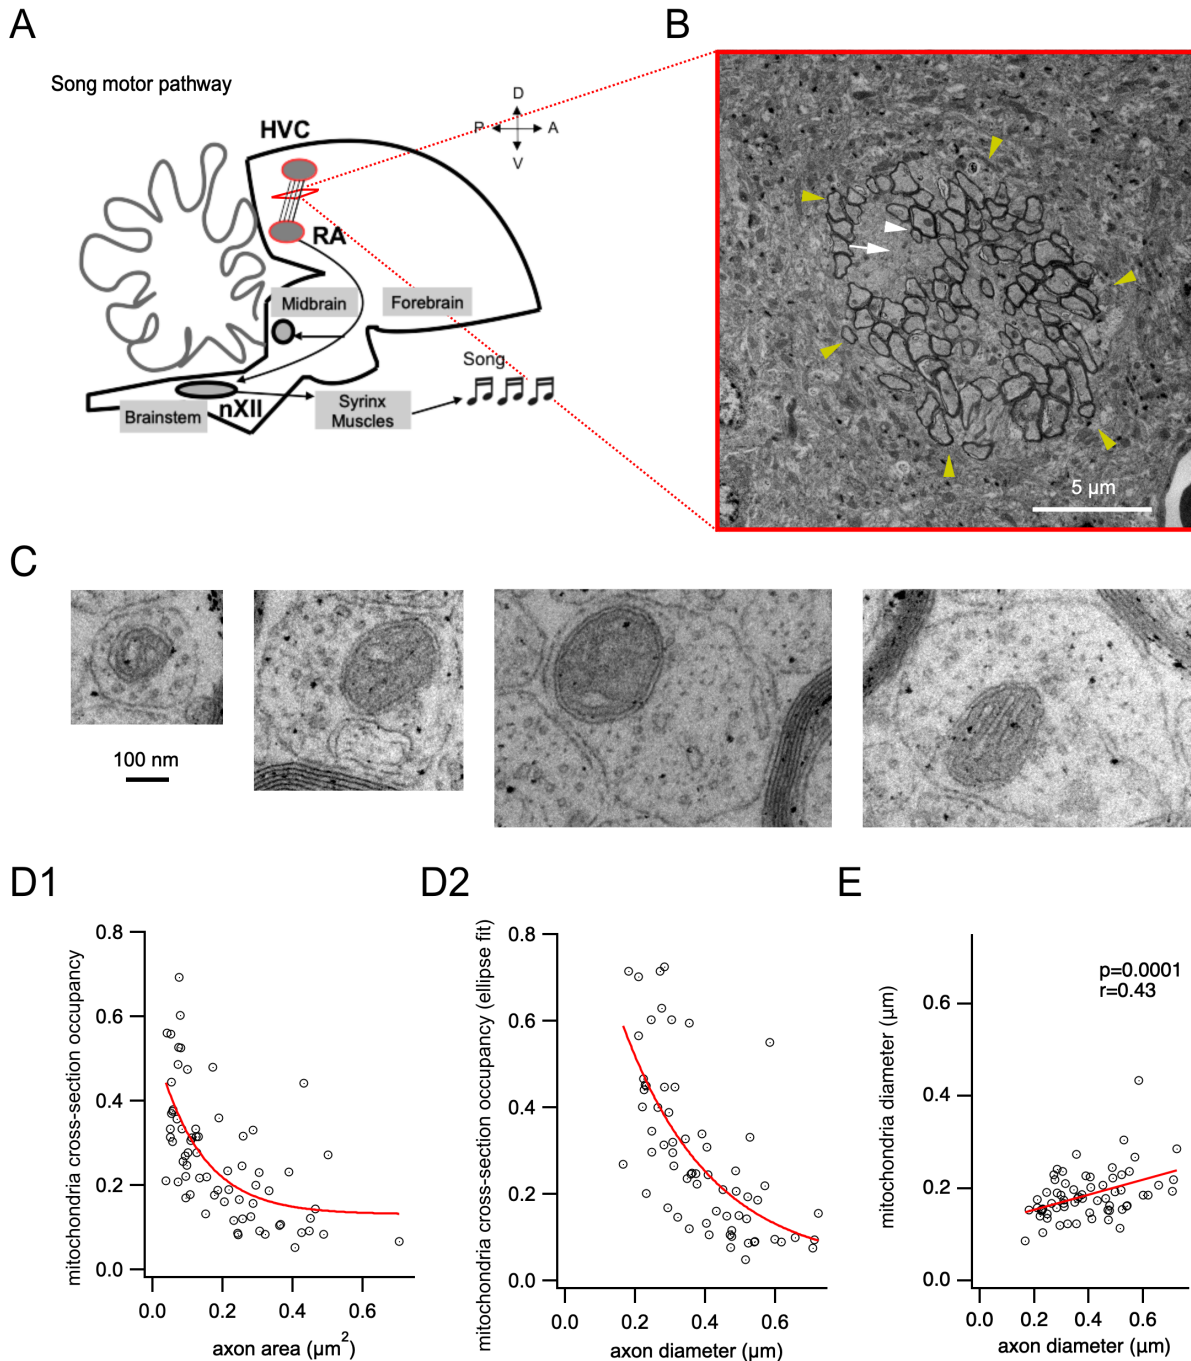 A
B
Song motor pathway
D
P
A
V
HVC
RA
Midbrain
Forebrain
Song
nXII
Brainstem
Syrinx
Muscles
5 µm
C
100 nm
D1
D2
E
mitochondria cross-section occupancy
0.8
0.6
0.4
0.2
0.0
0.0 0.2 0.4 0.6
axon area (µm²)
mitochondria cross-section occupancy (ellipse fit)
0.8
0.6
0.4
0.2
0.0
0.0 0.2 0.4 0.6
axon diameter (µm)
mitochondria diameter (µm)
p=0.0001
r=0.43
0.6
0.4
0.2
0.0
0.0 0.2 0.4 0.6
axon diameter (µm)